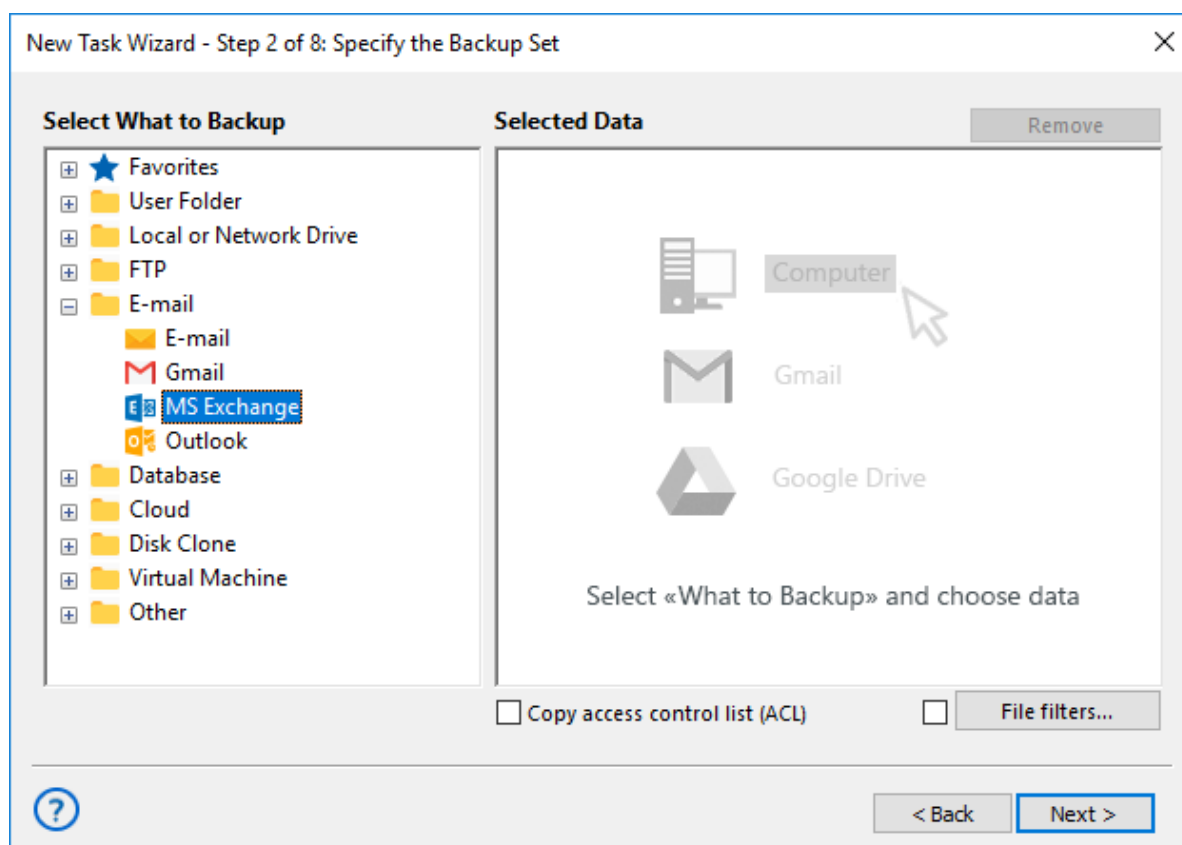 New Task Wizard - Step 2 of 8: Specify the Backup Set
Select What to Backup
Selected Data
Remove
Favorites
User Folder
Local or Network Drive
FTP
E-mail
E-mail
Gmail
MS Exchange
Outlook
Database
Cloud
Disk Clone
Virtual Machine
Other
Computer
Gmail
Google Drive
Select «What to Backup» and choose data
Copy access control list (ACL)
File filters...
?
< Back
Next >